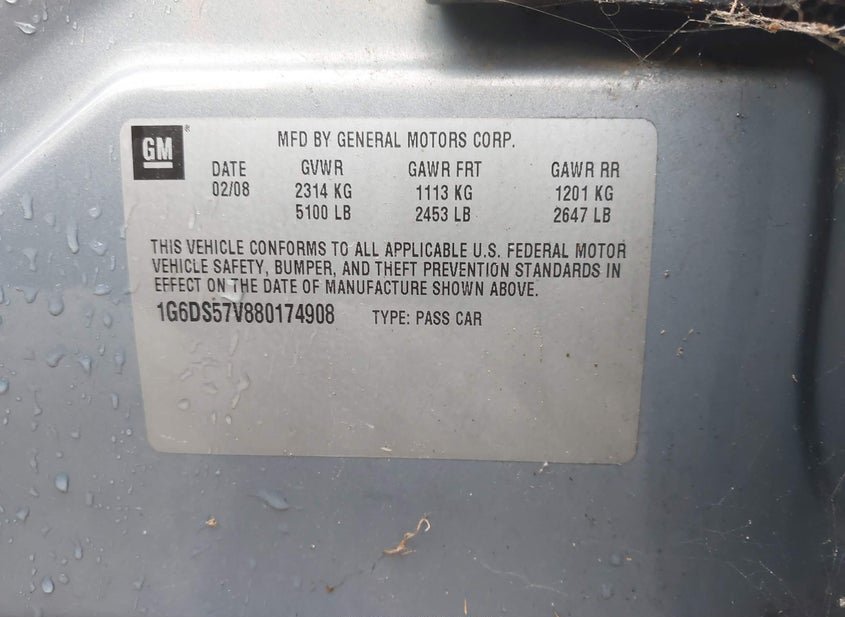 GM® MFD BY GENERAL MOTORS CORP.
DATE GVWR GAWR FRT GAWR RR
02/08 2314 KG 1113 KG 1201 KG
5100 LB 2453 LB 2647 LB
THIS VEHICLE CONFORMS TO ALL APPLICABLE U.S. FEDERAL MOTOR
VEHICLE SAFETY, BUMPER, AND THEFT PREVENTION STANDARDS IN
EFFECT ON THE DATE OF MANUFACTURE SHOWN ABOVE.
1G6DS57V880174908 TYPE: PASS CAR